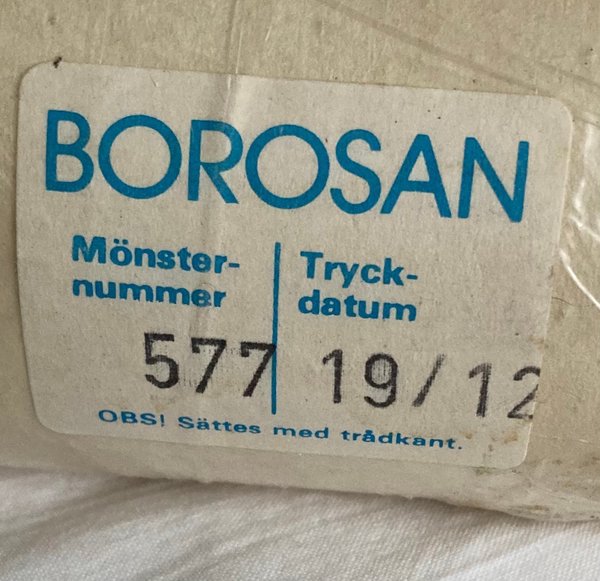 BOROSAN
Mönster-
nummer
577
Tryck-
datum
19/12
OBS! Sättes med trådkant.